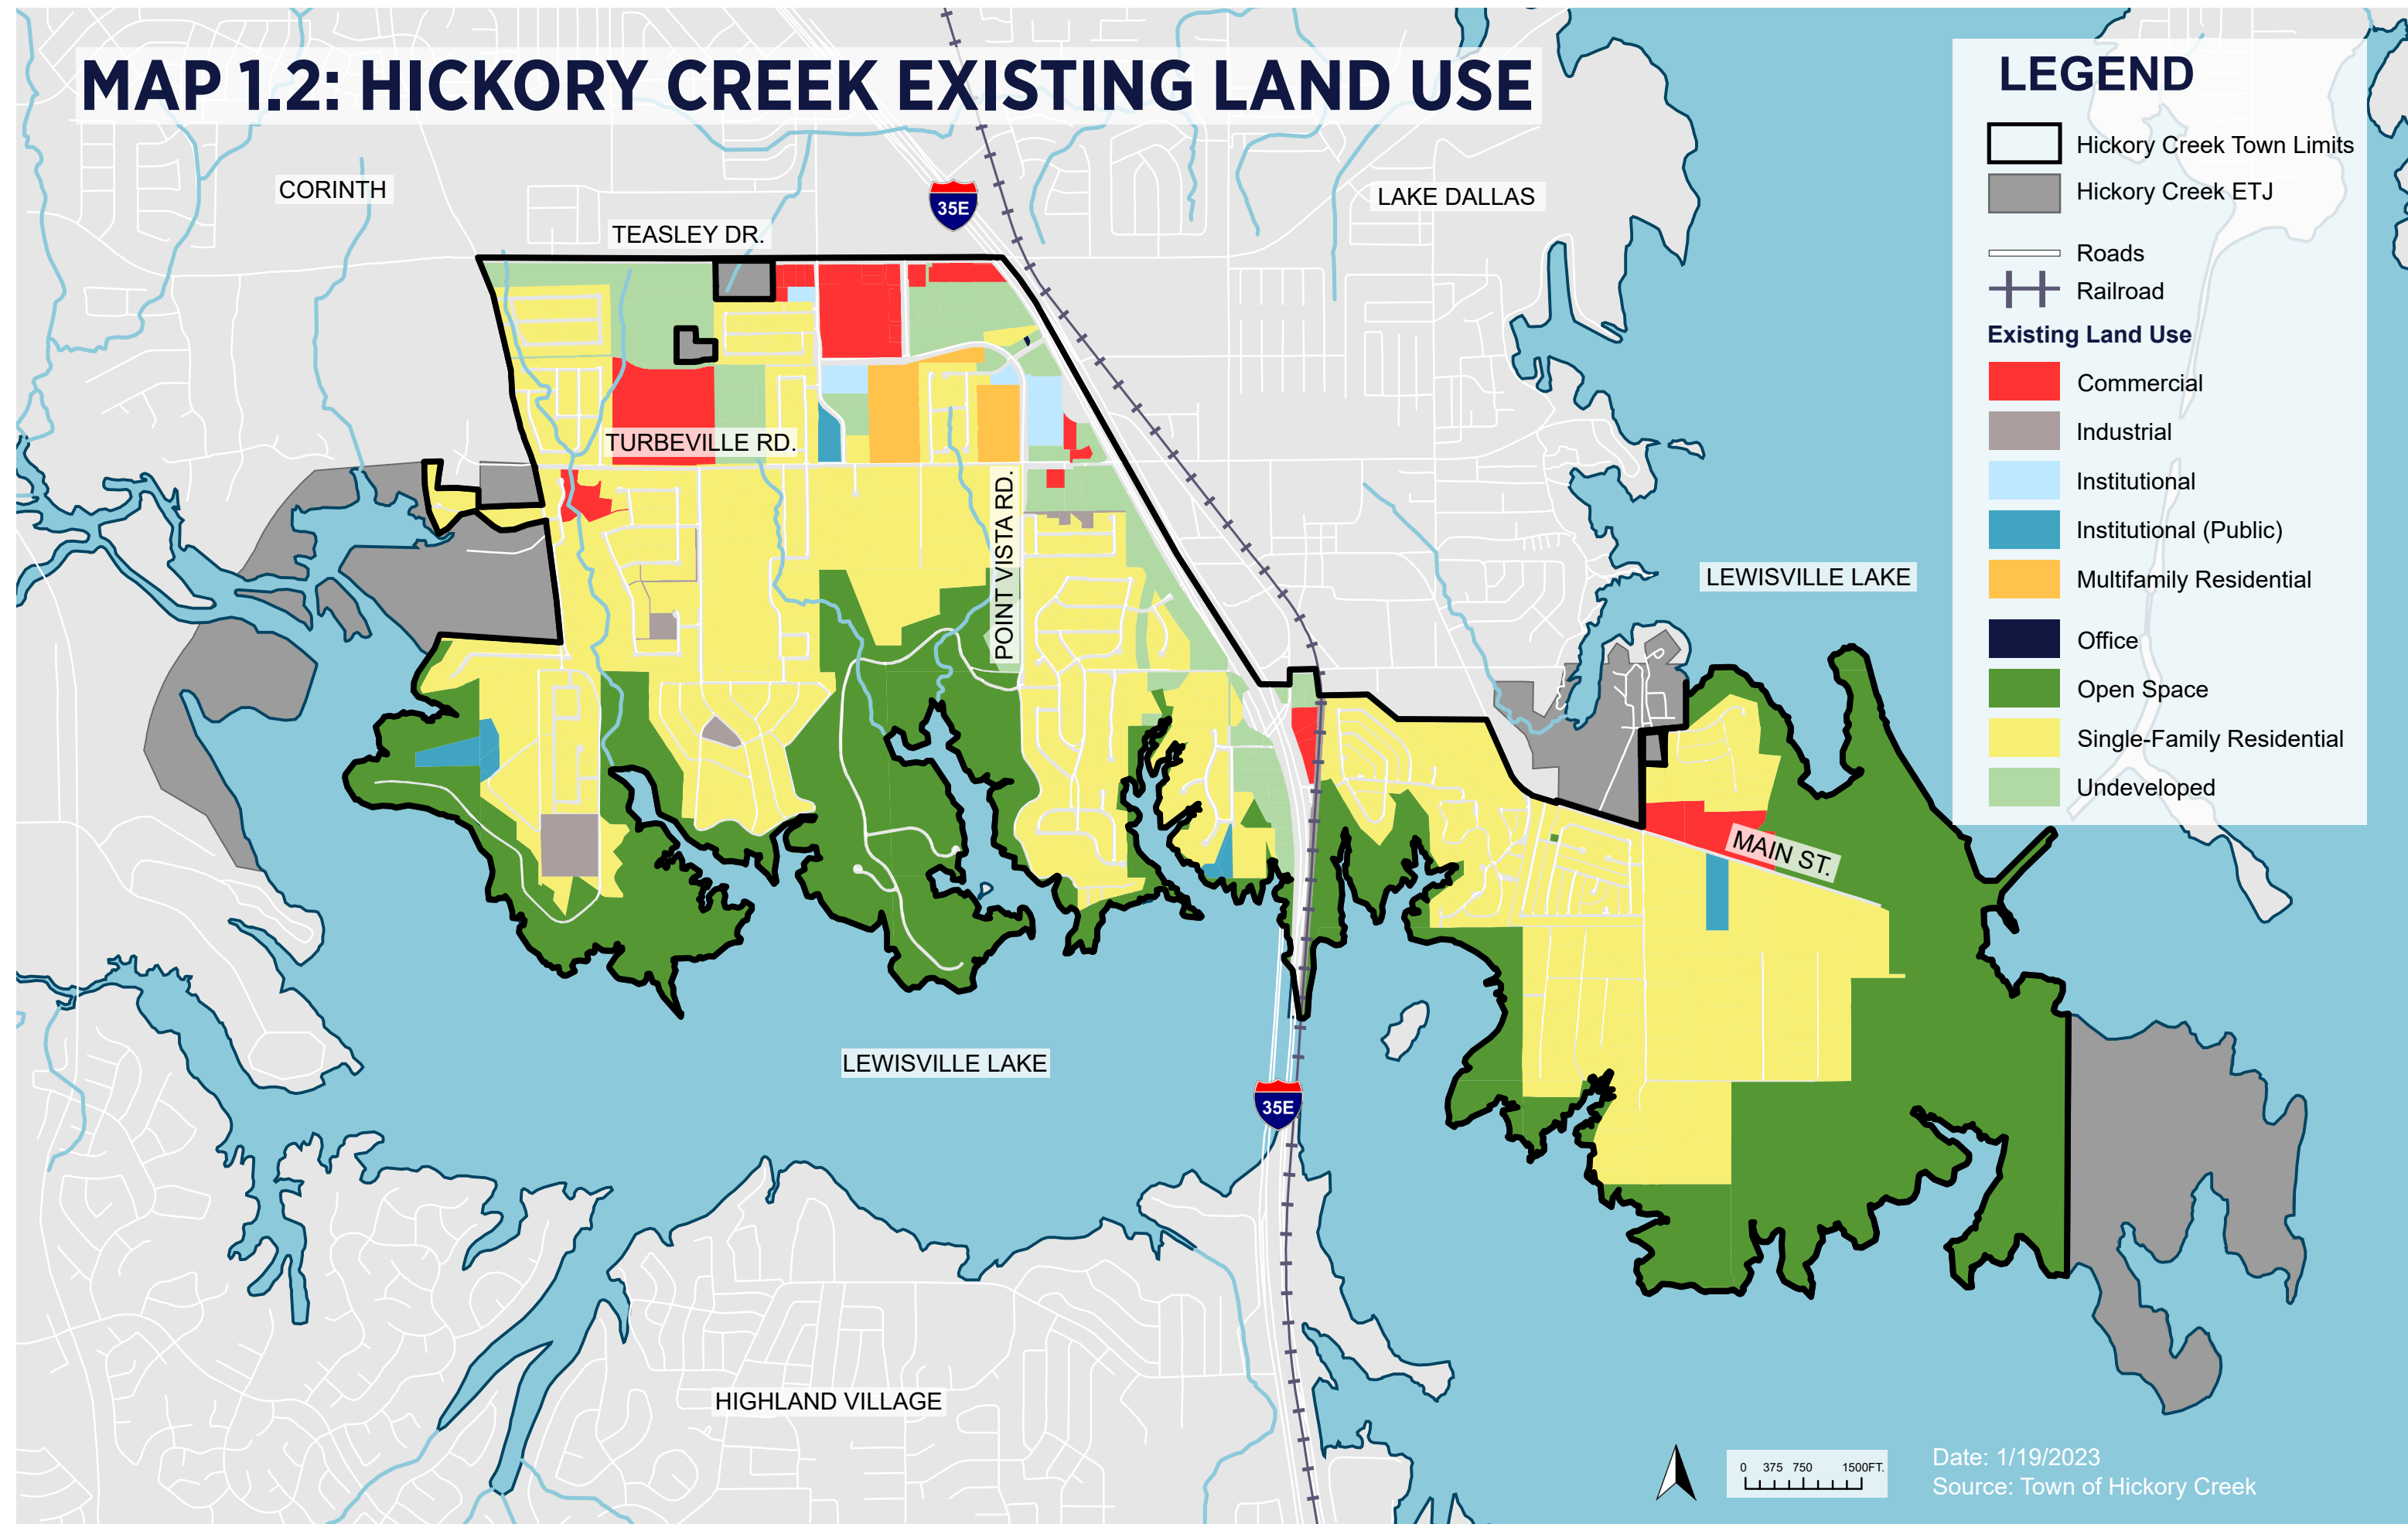 MAP 1.2: HICKORY CREEK EXISTING LAND USE
LEGEND
Hickory Creek Town Limits
Hickory Creek ETJ
Roads
Railroad
Existing Land Use
Commercial
Industrial
Institutional
Institutional (Public)
Multifamily Residential
Office
Open Space
Single-Family Residential
Undeveloped
CORINTH
35E
LAKE DALLAS
TEASLEY DR.
TURBEVILLE RD.
POINT VISTA RD.
LEWISVILLE LAKE
MAIN ST.
LEWISVILLE LAKE
35E
HIGHLAND VILLAGE
0 375 750 1500FT.
Date: 1/19/2023
Source: Town of Hickory Creek